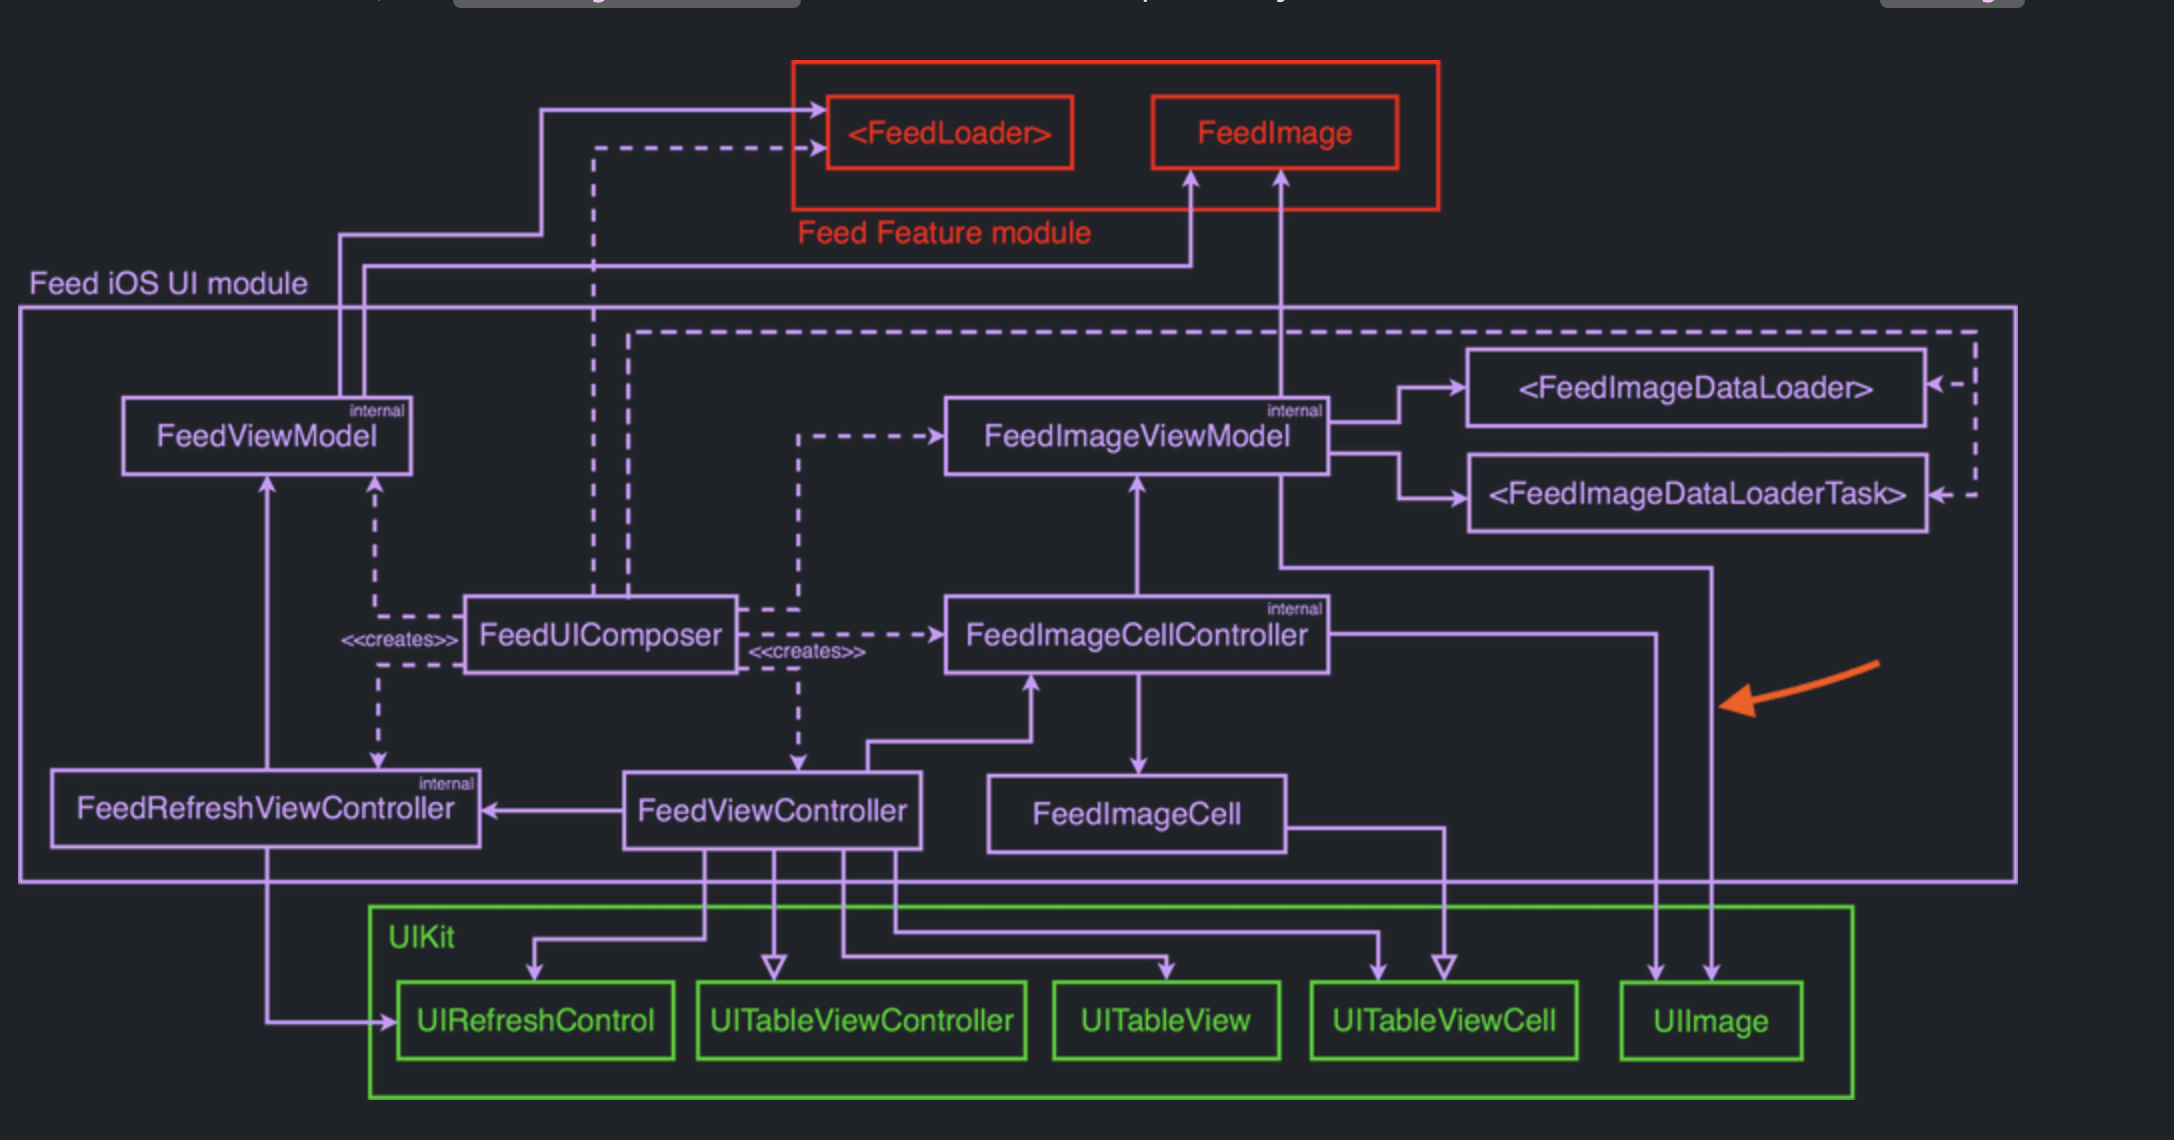 <FeedLoader>
FeedImage
Feed Feature module
Feed iOS UI module
internal
FeedViewModel
internal
FeedImageViewModel
<FeedImageDataLoader>
<FeedImageDataLoaderTask>
<<creates>>
FeedUIComposer
<<creates>>
internal
FeedImageCellController
internal
FeedRefreshViewController
FeedViewController
FeedImageCell
UIKit
UIRefreshControl
UITableViewController
UITableView
UITableViewCell
UIImage